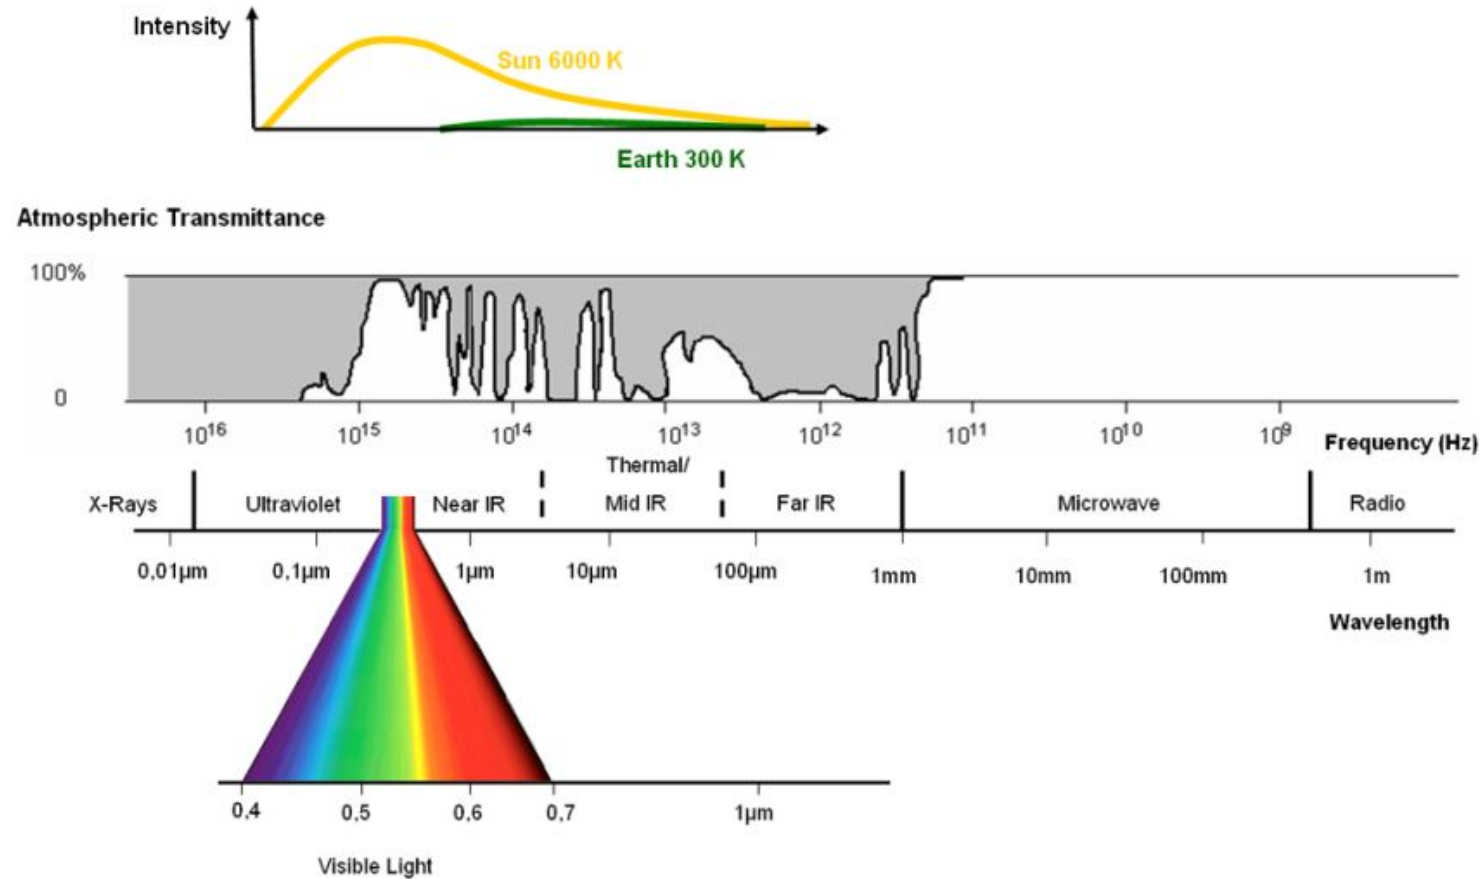 Intensity
Sun 6000 K
Earth 300 K
Atmospheric Transmittance
100%
0
10¹⁶ 10¹⁵ 10¹⁴ 10¹³ 10¹² 10¹¹ 10¹⁰ 10⁹ Frequency (Hz)
Thermal/
X-Rays Ultraviolet Near IR Mid IR Far IR Microwave Radio
0,01µm 0,1µm 1µm 10µm 100µm 1mm 10mm 100mm 1m
Wavelength
0,4 0,5 0,6 0,7 1µm
Visible Light